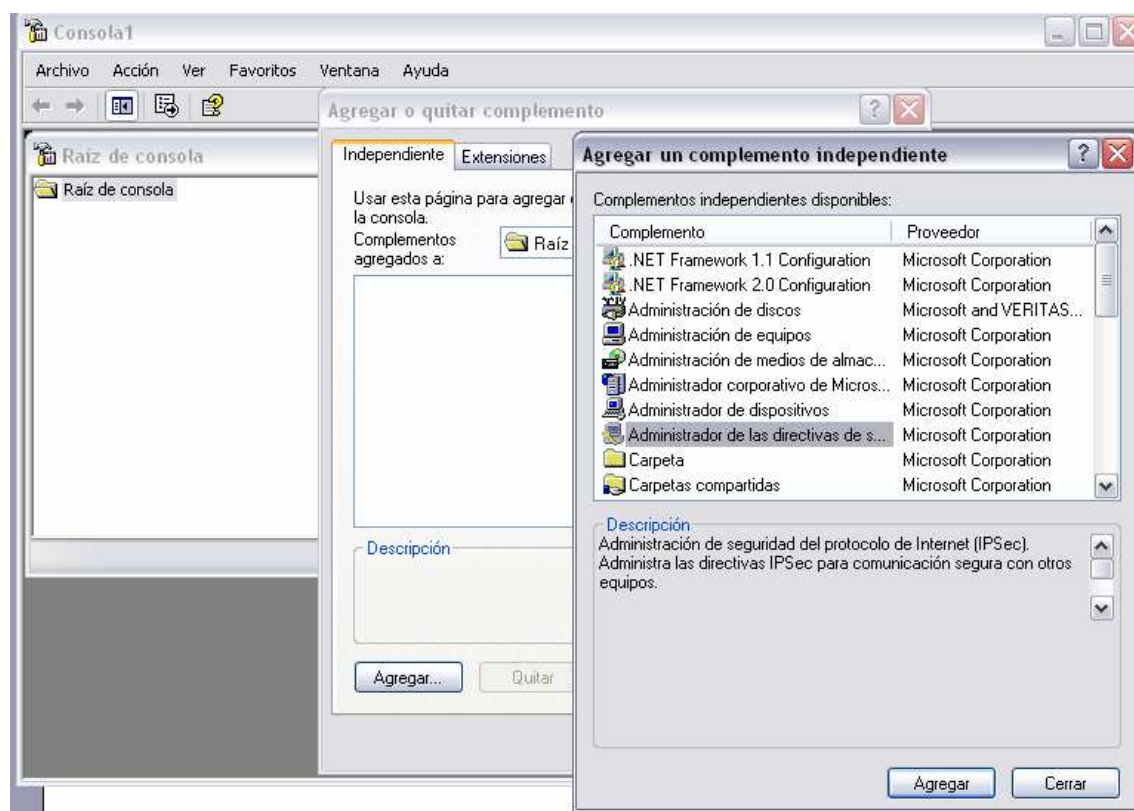 Consola1
Archivo Acción Ver Favoritos Ventana Ayuda
Agregar o quitar complemento
Raíz de consola
Raíz de consola
Independiente Extensiones
Usar esta página para agregar
la consola.
Complementos
agregados a:
Raíz
Descripción
Agregar... Quitar
Agregar un complemento independiente
Complementos independientes disponibles:
Complemento Proveedor
.NET Framework 1.1 Configuration Microsoft Corporation
.NET Framework 2.0 Configuration Microsoft Corporation
Administración de discos Microsoft and VERITAS...
Administración de equipos Microsoft Corporation
Administración de medios de almac... Microsoft Corporation
Administrador corporativo de Micros... Microsoft Corporation
Administrador de dispositivos Microsoft Corporation
Administrador de las directivas de s... Microsoft Corporation
Carpeta Microsoft Corporation
Carpetas compartidas Microsoft Corporation
Descripción
Administración de seguridad del protocolo de Internet (IPSec).
Administra las directivas IPSec para comunicación segura con otros
equipos.
Agregar Cerrar